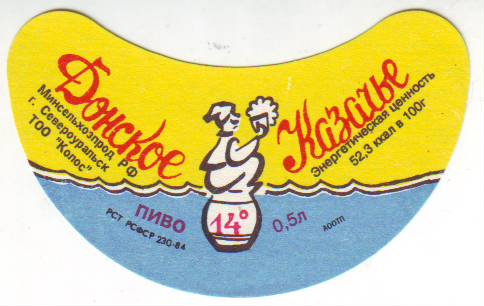 Донское
Казачье
Минсельхозпрод РФ
г. Североуральск
ТОО "Колос"
Энергетическая ценность
52,3 ккал в 100г
ПИВО
14°
0,5л
РСТ РСФСР 230-84
АООТП